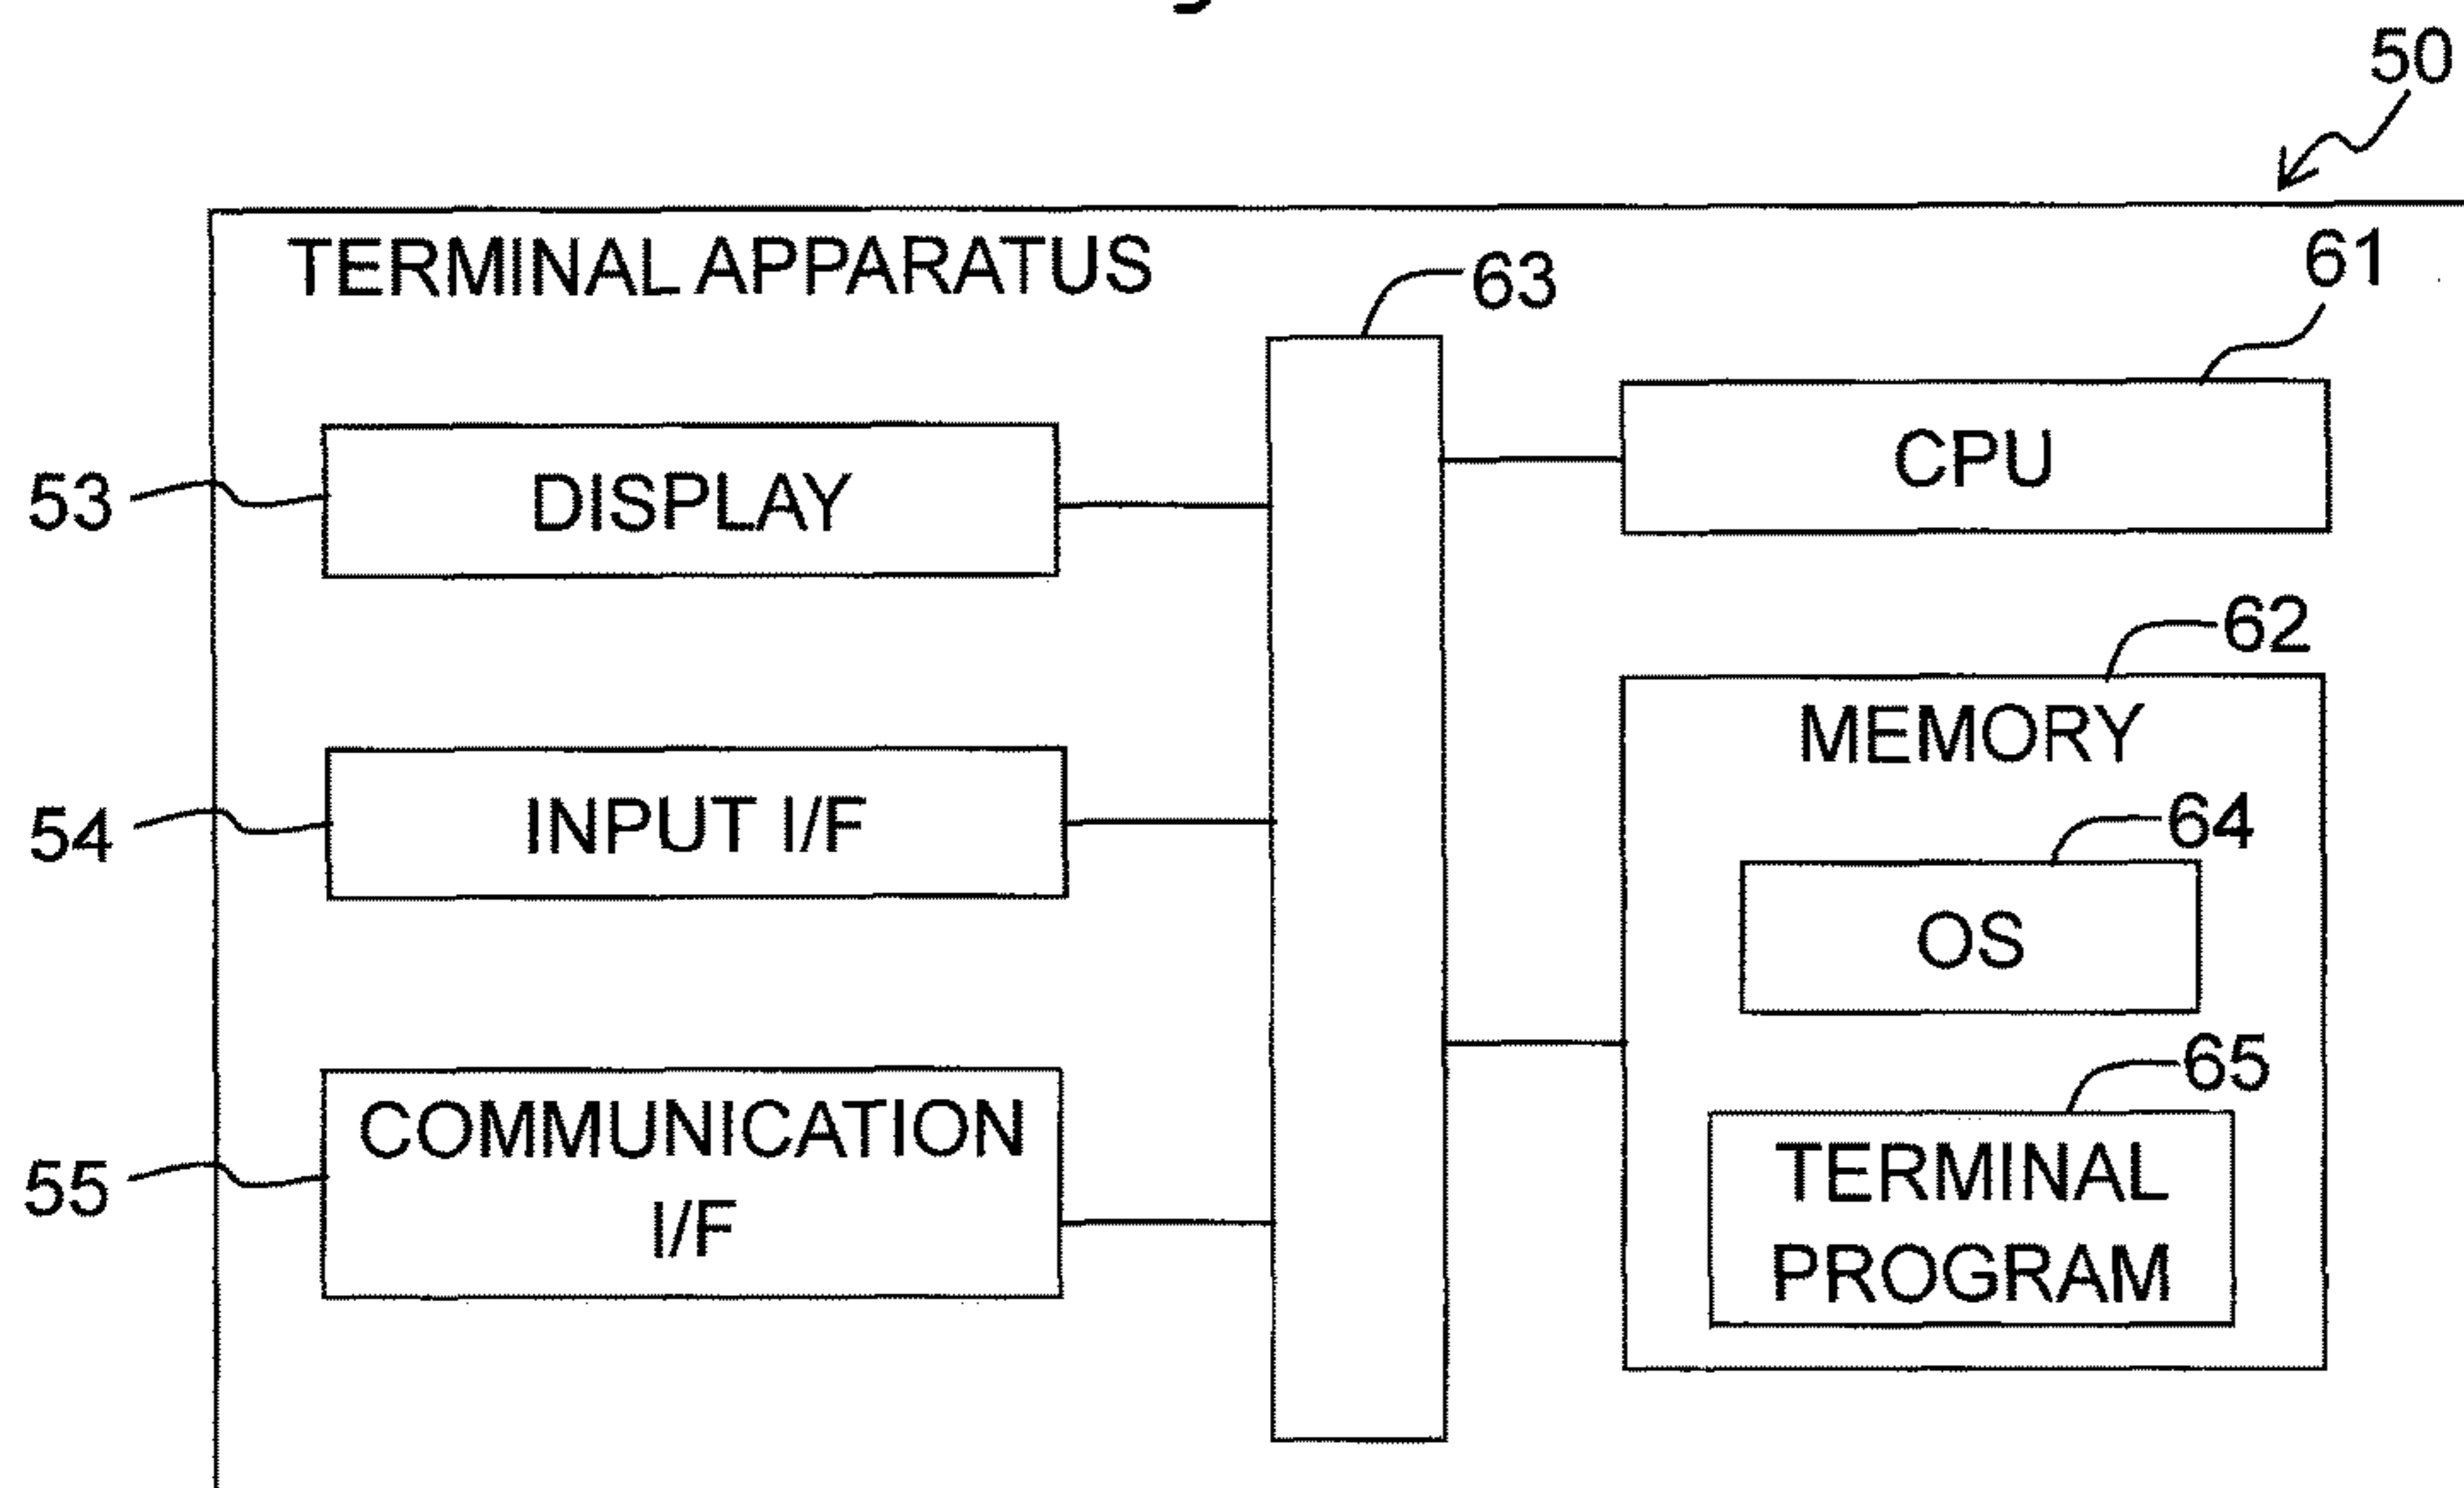 50
TERMINAL APPARATUS
63
61
CPU
53
DISPLAY
62
MEMORY
54
INPUT I/F
64
OS
55
COMMUNICATION
I/F
65
TERMINAL
PROGRAM